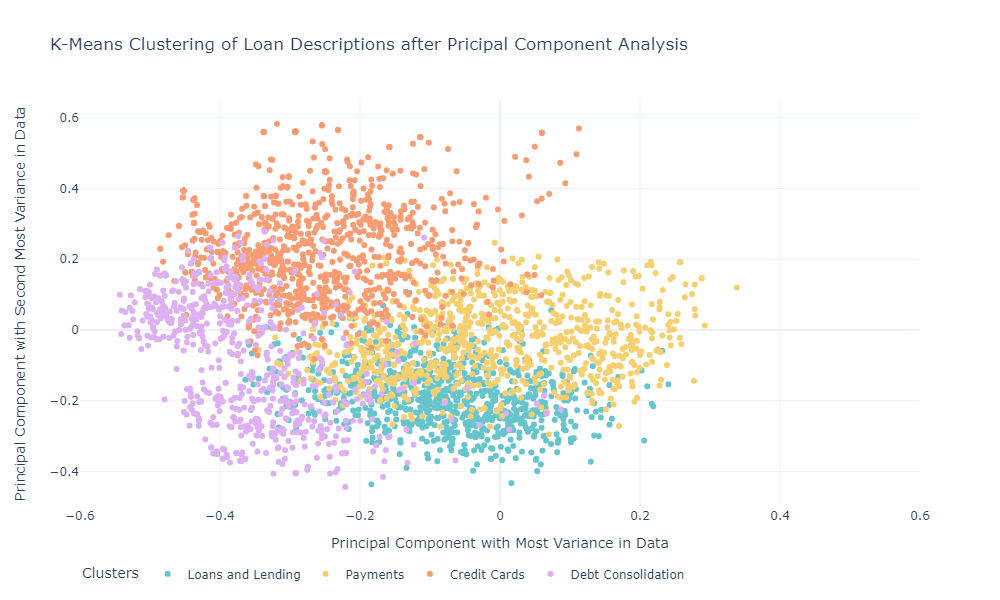 K-Means Clustering of Loan Descriptions after Pricipal Component Analysis
Principal Component with Second Most Variance in Data
0.6
0.4
0.2
0
−0.2
−0.4
−0.6 −0.4 −0.2 0 0.2 0.4 0.6
Principal Component with Most Variance in Data
Clusters Loans and Lending Payments Credit Cards Debt Consolidation